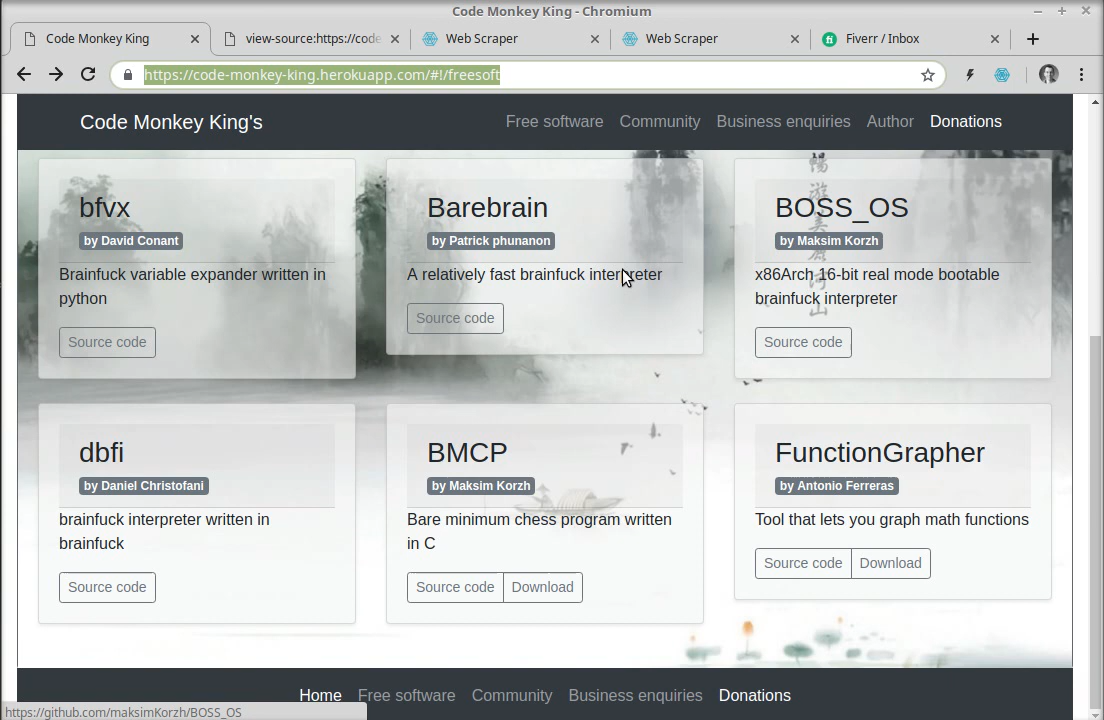 Code Monkey King - Chromium
Code Monkey King
view-source:https://code
Web Scraper
Web Scraper
Fiverr / Inbox
https://code-monkey-king.herokuapp.com/#!/freesoft
Code Monkey King's
Free software Community Business enquiries Author Donations
bfvx
by David Conant
Brainfuck variable expander written in
python
Source code
Barebrain
by Patrick phunanon
A relatively fast brainfuck interpreter
Source code
BOSS_OS
by Maksim Korzh
x86Arch 16-bit real mode bootable
brainfuck interpreter
Source code
暢
游
美
麗
河
山
dbfi
by Daniel Christofani
brainfuck interpreter written in
brainfuck
Source code
BMCP
by Maksim Korzh
Bare minimum chess program written
in C
Source code Download
FunctionGrapher
by Antonio Ferreras
Tool that lets you graph math functions
Source code Download
Home Free software Community Business enquiries Donations
https://github.com/maksimKorzh/BOSS_OS